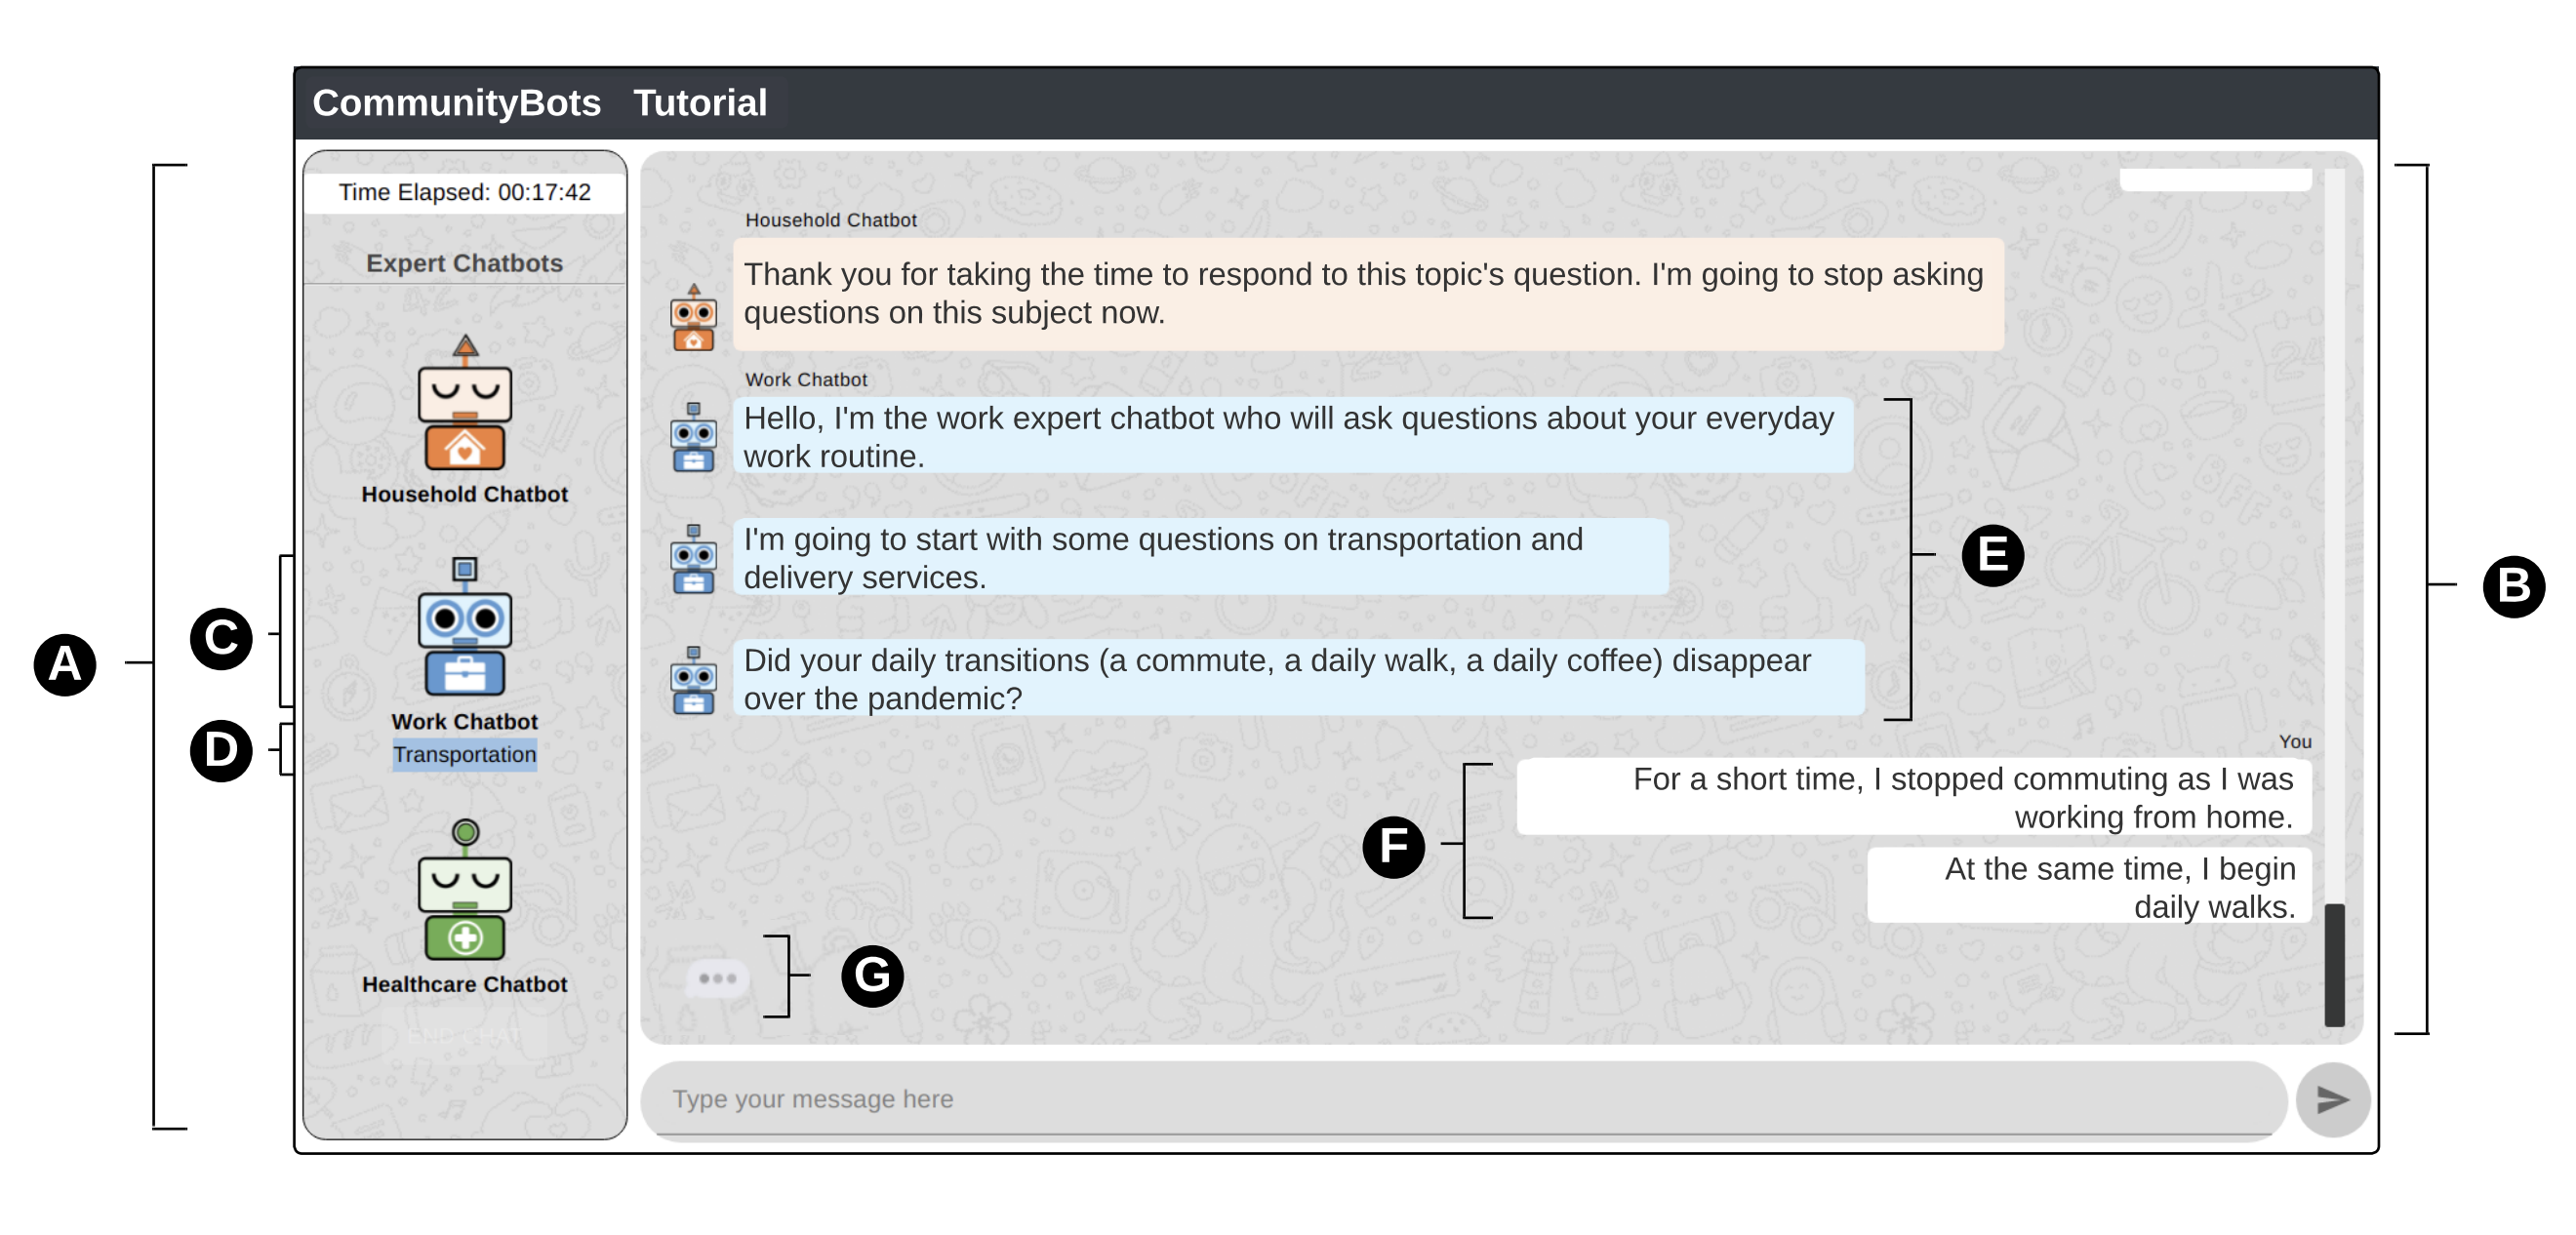 CommunityBots Tutorial
Time Elapsed: 00:17:42
Expert Chatbots
Household Chatbot
Work Chatbot
Transportation
Healthcare Chatbot
END CHAT
Household Chatbot
Thank you for taking the time to respond to this topic's question. I'm going to stop asking
questions on this subject now.
Work Chatbot
Hello, I'm the work expert chatbot who will ask questions about your everyday
work routine.
I'm going to start with some questions on transportation and
delivery services.
Did your daily transitions (a commute, a daily walk, a daily coffee) disappear
over the pandemic?
You
For a short time, I stopped commuting as I was
working from home.
At the same time, I begin
daily walks.
Type your message here
A
B
C
D
E
F
G